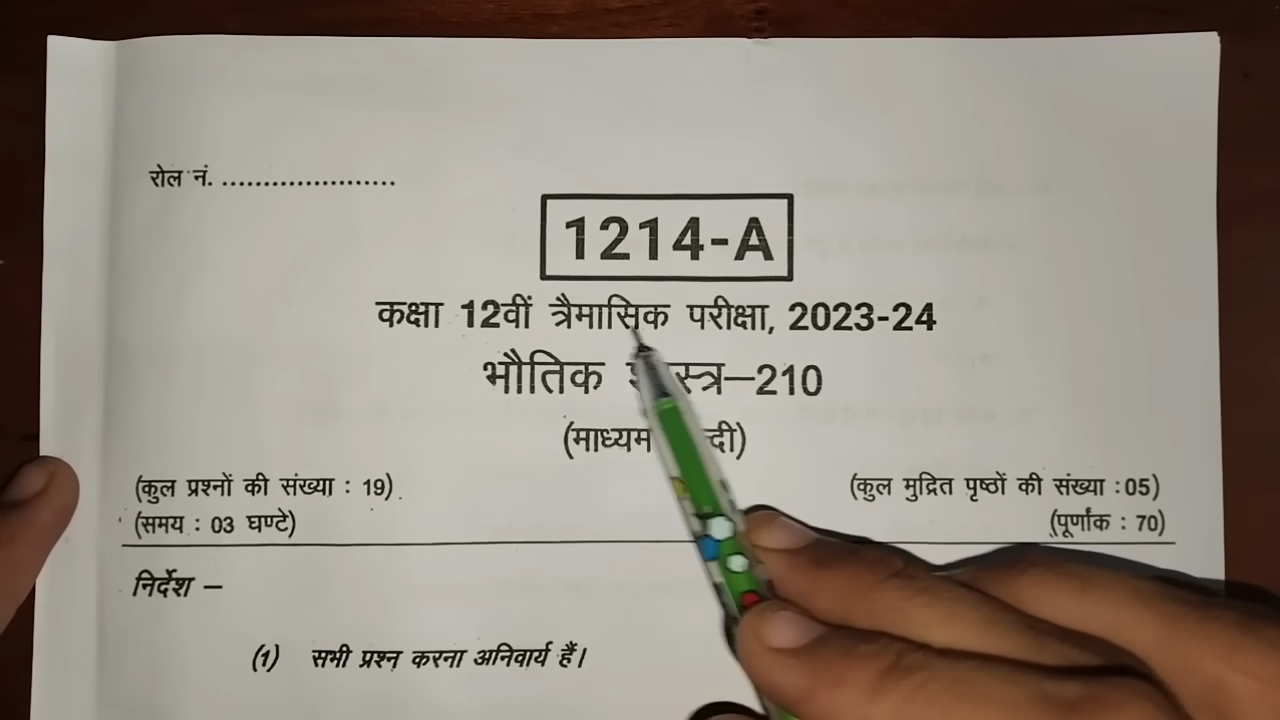 रोल नं. ......................
1214-A
कक्षा 12वीं त्रैमासिक परीक्षा, 2023-24
भौतिक –210
(माध्यम
(कुल प्रश्नों की संख्या : 19)
(कुल मुद्रित पृष्ठों की संख्या :05)
(समय : 03 घण्टे)
(पूर्णांक : 70)
निर्देश –
(1) सभी प्रश्न करना अनिवार्य हैं।